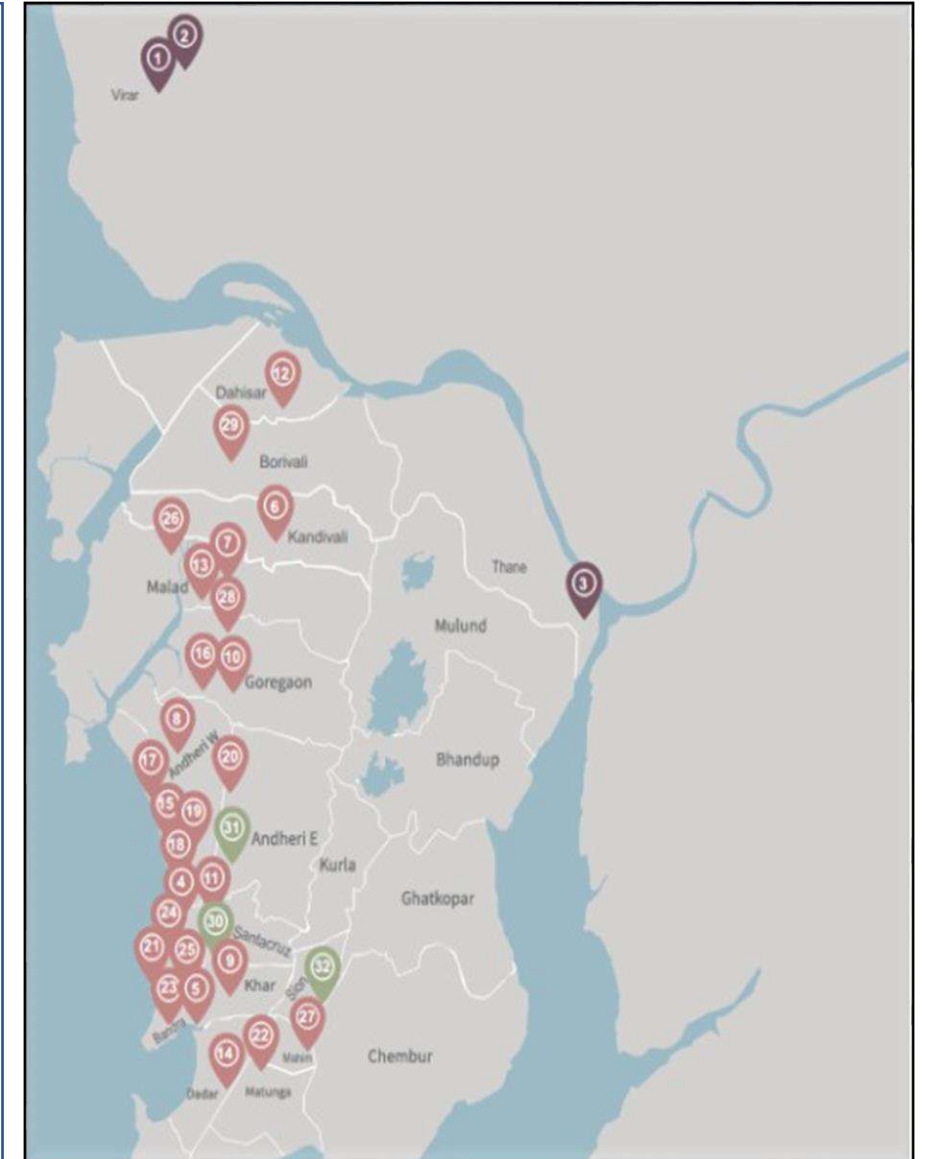 2
1
Virar
12
Dahisar
29
Borivali
6
26
Kandivali
7
13
Thane
3
Malad
28
Mulund
16
10
Goregaon
8
Andheri W
20
17
Bhandup
15
19
31
Andheri E
18
Kurla
4
11
Ghatkopar
24
30
Santacruz
21
25
9
32
Khar
Sion
23
5
27
Bandra
22
14
Mahim
Chembur
Dadar
Matunga